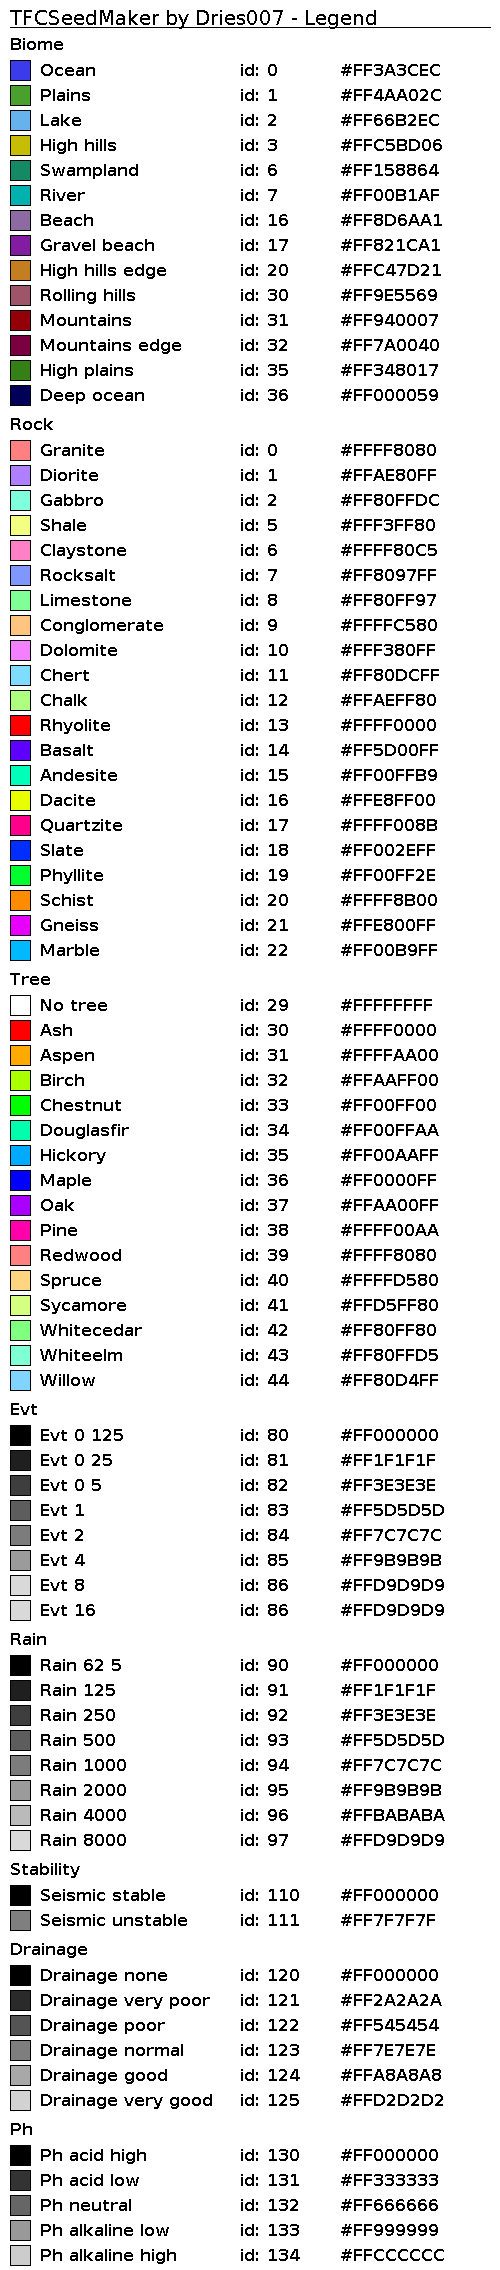 TFCSeedMaker by Dries007 - Legend
Biome
Ocean id: 0 #FF3A3CEC
Plains id: 1 #FF4AA02C
Lake id: 2 #FF66B2EC
High hills id: 3 #FFC5BD06
Swampland id: 6 #FF158864
River id: 7 #FF00B1AF
Beach id: 16 #FF8D6AA1
Gravel beach id: 17 #FF821CA1
High hills edge id: 20 #FFC47D21
Rolling hills id: 30 #FF9E5569
Mountains id: 31 #FF940007
Mountains edge id: 32 #FF7A0040
High plains id: 35 #FF348017
Deep ocean id: 36 #FF000059
Rock
Granite id: 0 #FFFF8080
Diorite id: 1 #FFAE80FF
Gabbro id: 2 #FF80FFDC
Shale id: 5 #FFF3FF80
Claystone id: 6 #FFFF80C5
Rocksalt id: 7 #FF8097FF
Limestone id: 8 #FF80FF97
Conglomerate id: 9 #FFFFC580
Dolomite id: 10 #FFF380FF
Chert id: 11 #FF80DCFF
Chalk id: 12 #FFAEFF80
Rhyolite id: 13 #FFFF0000
Basalt id: 14 #FF5D00FF
Andesite id: 15 #FF00FFB9
Dacite id: 16 #FFE8FF00
Quartzite id: 17 #FFFF008B
Slate id: 18 #FF002EFF
Phyllite id: 19 #FF00FF2E
Schist id: 20 #FFFF8B00
Gneiss id: 21 #FFE800FF
Marble id: 22 #FF00B9FF
Tree
No tree id: 29 #FFFFFFFF
Ash id: 30 #FFFF0000
Aspen id: 31 #FFFFAA00
Birch id: 32 #FFAAFF00
Chestnut id: 33 #FF00FF00
Douglasfir id: 34 #FF00FFAA
Hickory id: 35 #FF00AAFF
Maple id: 36 #FF0000FF
Oak id: 37 #FFAA00FF
Pine id: 38 #FFFF00AA
Redwood id: 39 #FFFF8080
Spruce id: 40 #FFFFD580
Sycamore id: 41 #FFD5FF80
Whitecedar id: 42 #FF80FF80
Whiteelm id: 43 #FF80FFD5
Willow id: 44 #FF80D4FF
Evt
Evt 0 125 id: 80 #FF000000
Evt 0 25 id: 81 #FF1F1F1F
Evt 0 5 id: 82 #FF3E3E3E
Evt 1 id: 83 #FF5D5D5D
Evt 2 id: 84 #FF7C7C7C
Evt 4 id: 85 #FF9B9B9B
Evt 8 id: 86 #FFD9D9D9
Evt 16 id: 86 #FFD9D9D9
Rain
Rain 62 5 id: 90 #FF000000
Rain 125 id: 91 #FF1F1F1F
Rain 250 id: 92 #FF3E3E3E
Rain 500 id: 93 #FF5D5D5D
Rain 1000 id: 94 #FF7C7C7C
Rain 2000 id: 95 #FF9B9B9B
Rain 4000 id: 96 #FFBABABA
Rain 8000 id: 97 #FFD9D9D9
Stability
Seismic stable id: 110 #FF000000
Seismic unstable id: 111 #FF7F7F7F
Drainage
Drainage none id: 120 #FF000000
Drainage very poor id: 121 #FF2A2A2A
Drainage poor id: 122 #FF545454
Drainage normal id: 123 #FF7E7E7E
Drainage good id: 124 #FFA8A8A8
Drainage very good id: 125 #FFD2D2D2
Ph
Ph acid high id: 130 #FF000000
Ph acid low id: 131 #FF333333
Ph neutral id: 132 #FF666666
Ph alkaline low id: 133 #FF999999
Ph alkaline high id: 134 #FFCCCCCC